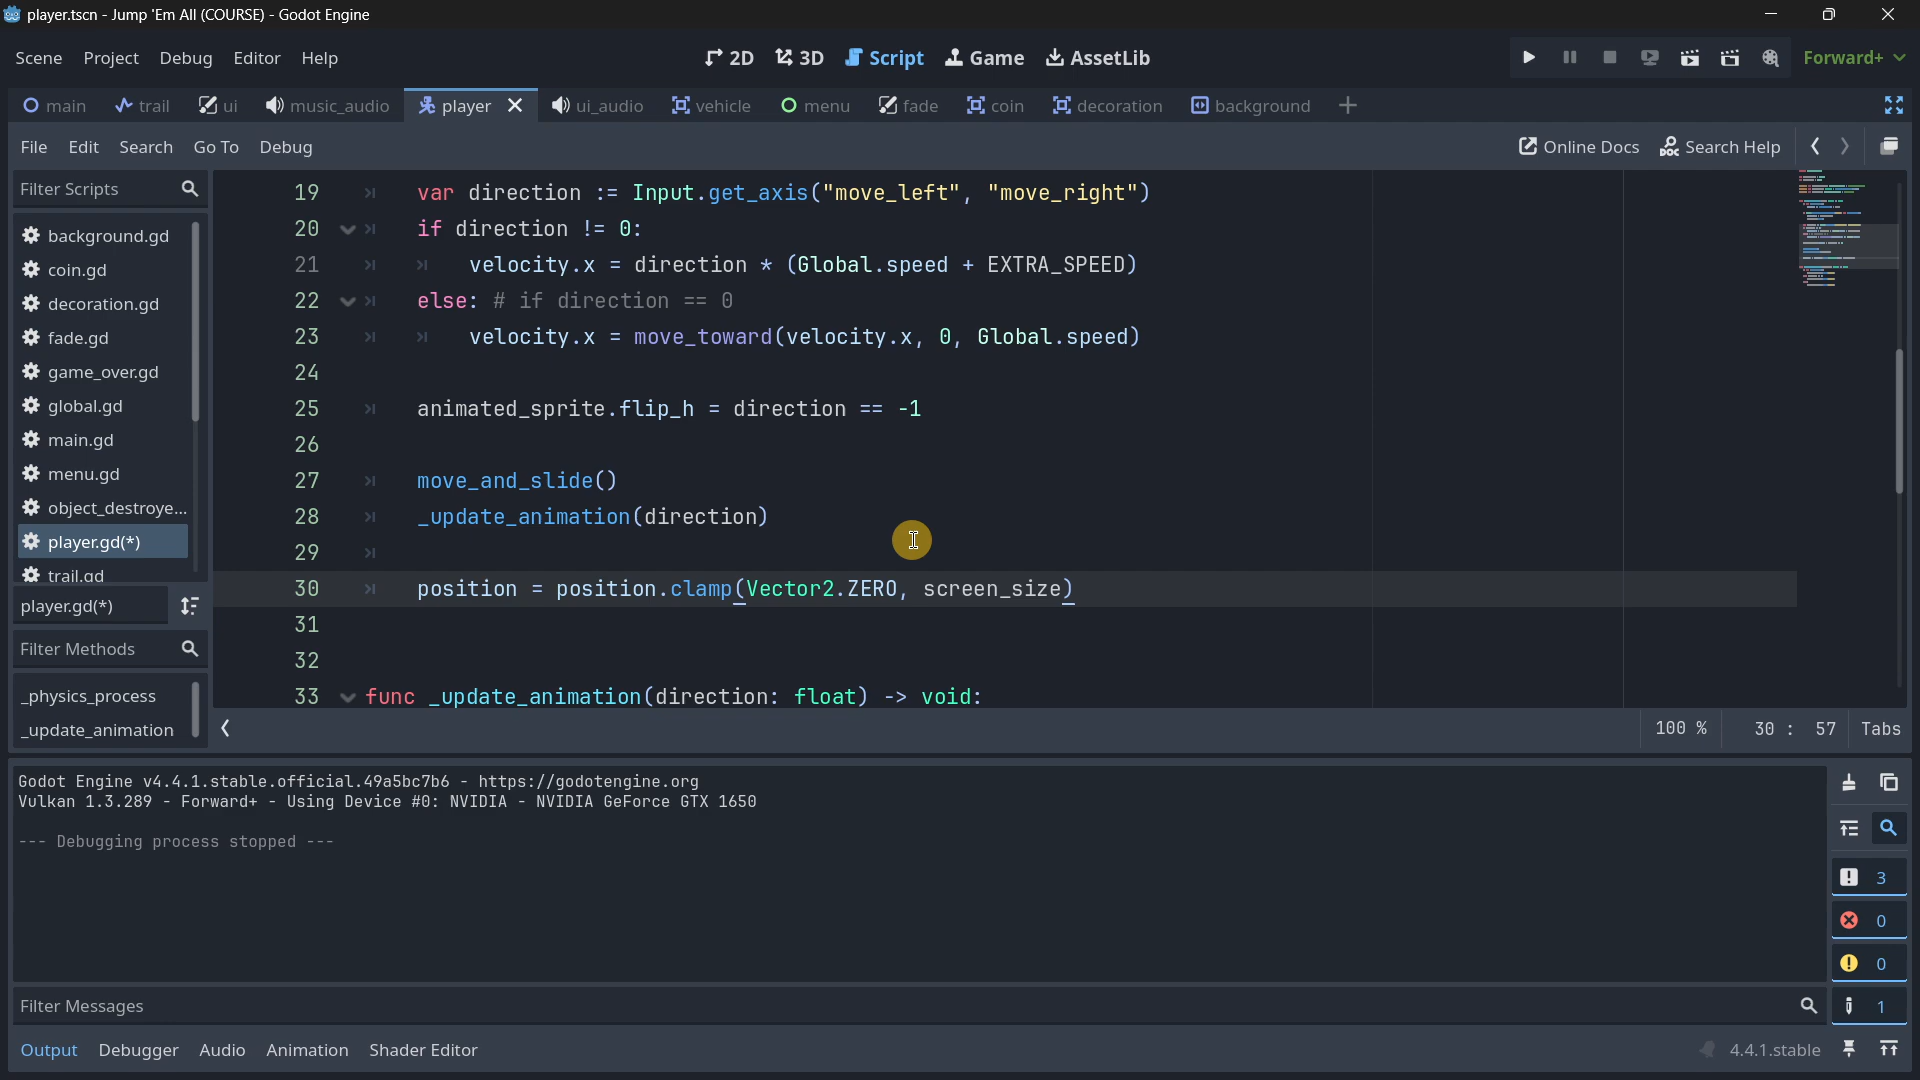 player.tscn - Jump 'Em All (COURSE) - Godot Engine
Scene Project Debug Editor Help
2D 3D Script Game AssetLib
Forward+
main trail ui music_audio player ui_audio vehicle menu fade coin decoration background
File Edit Search Go To Debug
Online Docs Search Help
Filter Scripts
background.gd
coin.gd
decoration.gd
fade.gd
game_over.gd
global.gd
main.gd
menu.gd
object_destroye...
player.gd(*)
trail.gd
player.gd(*)
Filter Methods
_physics_process
_update_animation
19 var direction := Input.get_axis("move_left", "move_right")
20 if direction != 0:
21 velocity.x = direction * (Global.speed + EXTRA_SPEED)
22 else: # if direction == 0
23 velocity.x = move_toward(velocity.x, 0, Global.speed)
24
25 animated_sprite.flip_h = direction == -1
26
27 move_and_slide()
28 _update_animation(direction)
29
30 position = position.clamp(Vector2.ZERO, screen_size)
31
32
33 func _update_animation(direction: float) -> void:
100 % 30 : 57 Tabs
Godot Engine v4.4.1.stable.official.49a5bc7b6 - https://godotengine.org
Vulkan 1.3.289 - Forward+ - Using Device #0: NVIDIA - NVIDIA GeForce GTX 1650
--- Debugging process stopped ---
3
0
0
1
Filter Messages
Output Debugger Audio Animation Shader Editor
4.4.1.stable